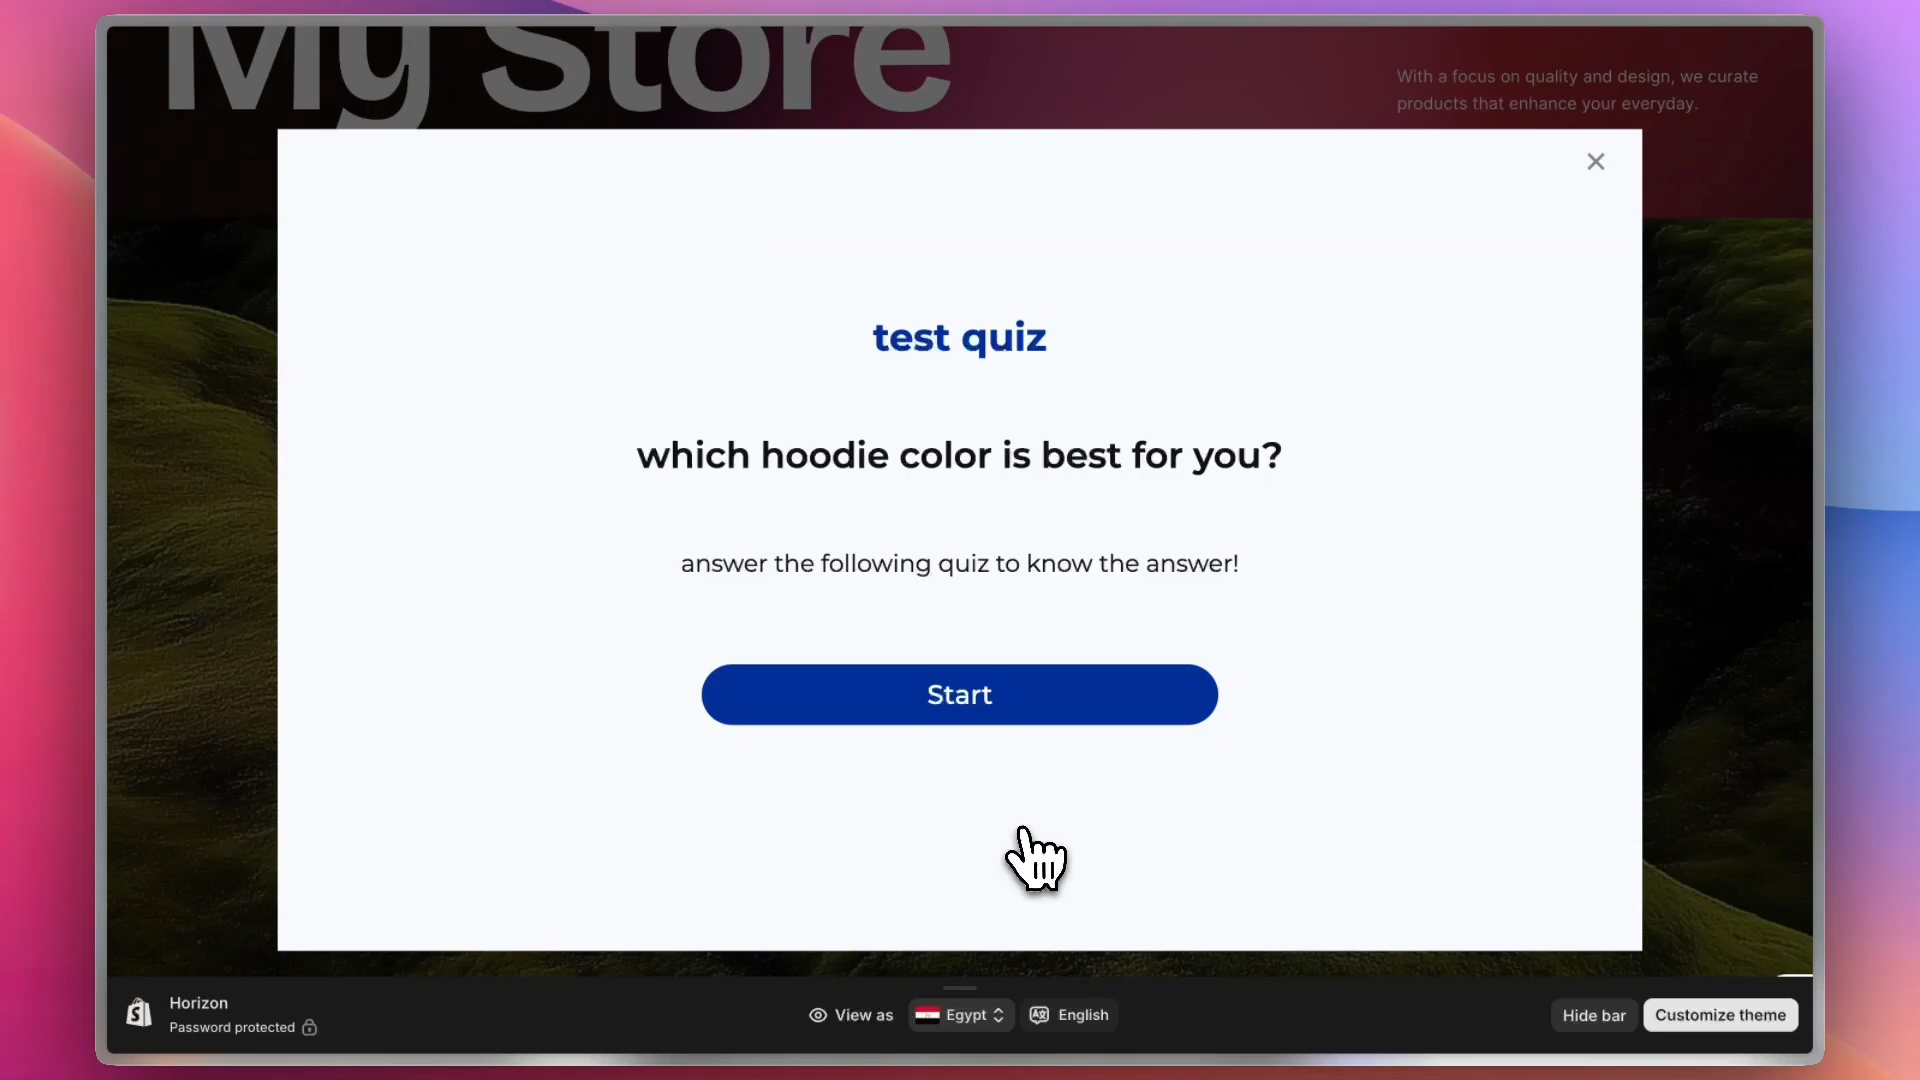 My Store
With a focus on quality and design, we curate
products that enhance your everyday.
test quiz
which hoodie color is best for you?
answer the following quiz to know the answer!
Start
Horizon
Password protected
View as
Egypt
English
Hide bar
Customize theme